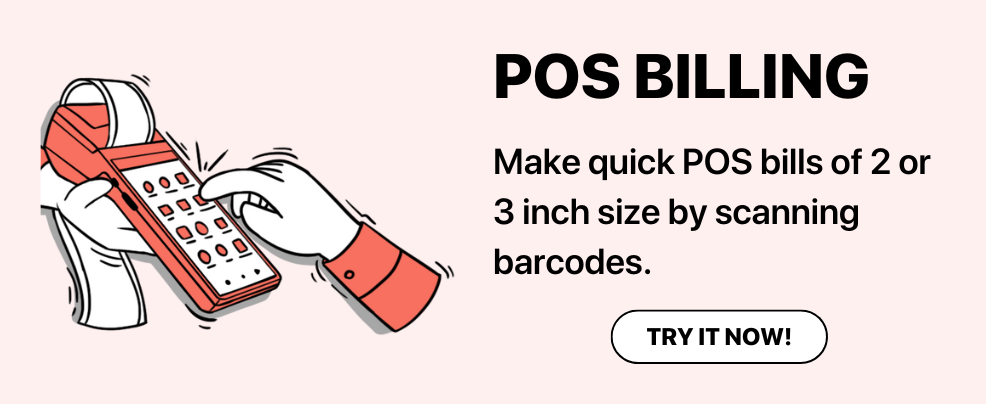 POS BILLING
Make quick POS bills of 2 or
3 inch size by scanning
barcodes.
TRY IT NOW!